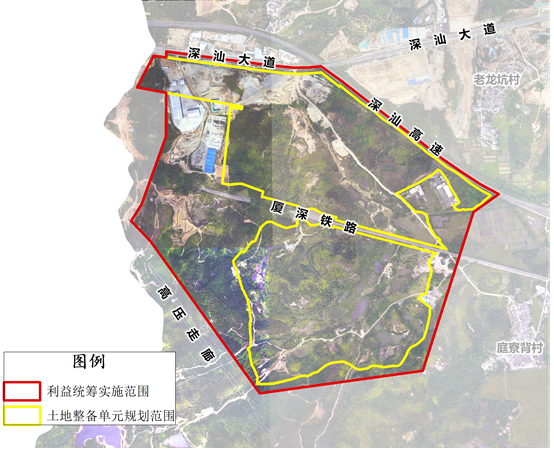 深汕大道
深汕大道
老龙坑村
深汕高速
厦深铁路
高压走廊
庭寮背村
图例
利益统筹实施范围
土地整备单元规划范围